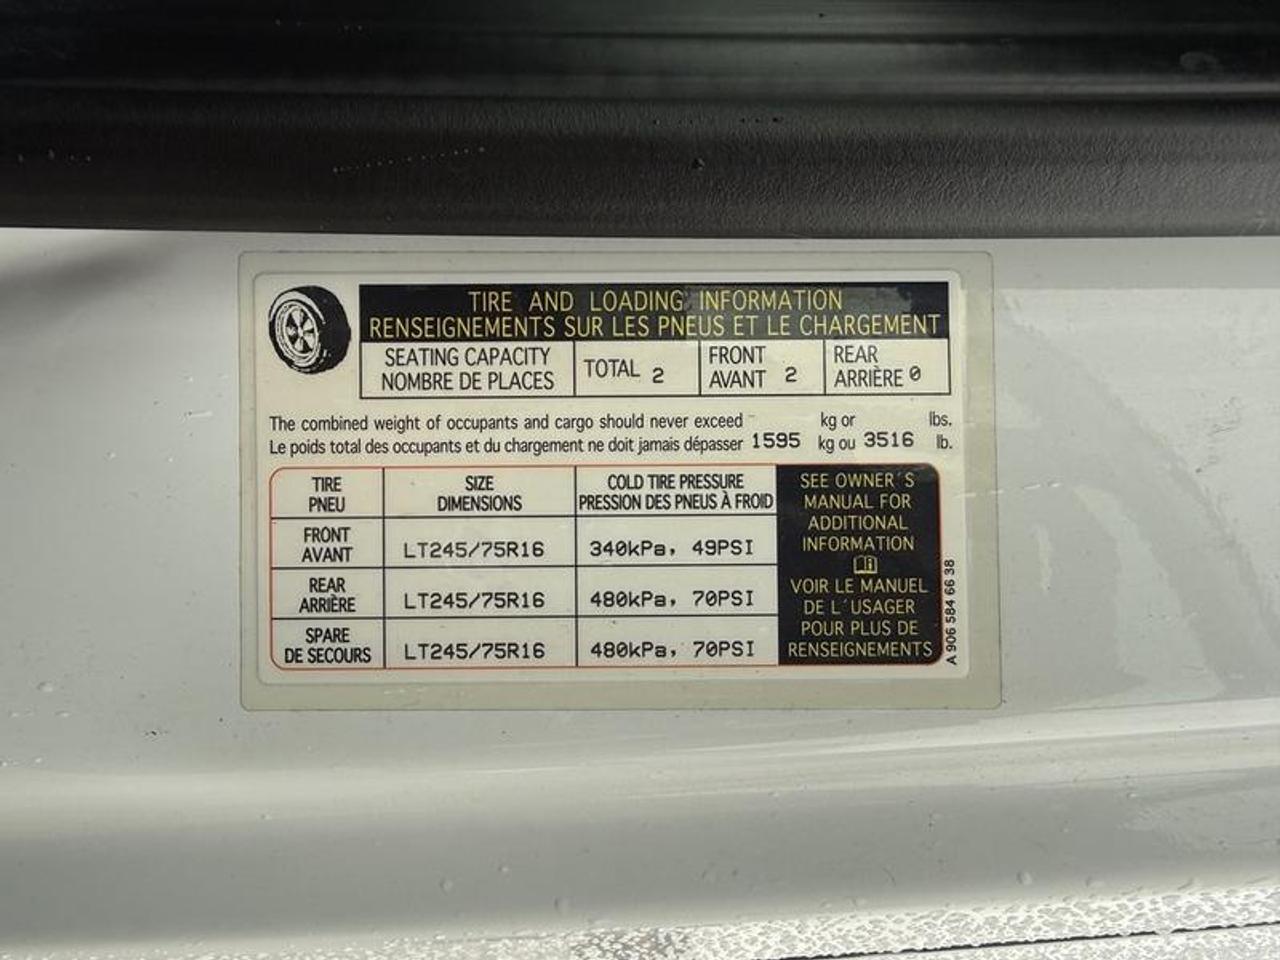 TIRE AND LOADING INFORMATION
RENSEIGNEMENTS SUR LES PNEUS ET LE CHARGEMENT
SEATING CAPACITY
NOMBRE DE PLACES
TOTAL 2
FRONT
AVANT 2
REAR
ARRIÈRE 0
The combined weight of occupants and cargo should never exceed kg or lbs.
Le poids total des occupants et du chargement ne doit jamais dépasser 1595 kg ou 3516 lb.
TIRE
PNEU
SIZE
DIMENSIONS
COLD TIRE PRESSURE
PRESSION DES PNEUS À FROID
FRONT
AVANT
LT245/75R16
340kPa, 49PSI
REAR
ARRIÈRE
LT245/75R16
480kPa, 70PSI
SPARE
DE SECOURS
LT245/75R16
480kPa, 70PSI
SEE OWNER´S
MANUAL FOR
ADDITIONAL
INFORMATION
VOIR LE MANUEL
DE L´USAGER
POUR PLUS DE
RENSEIGNEMENTS
A 906 584 66 38